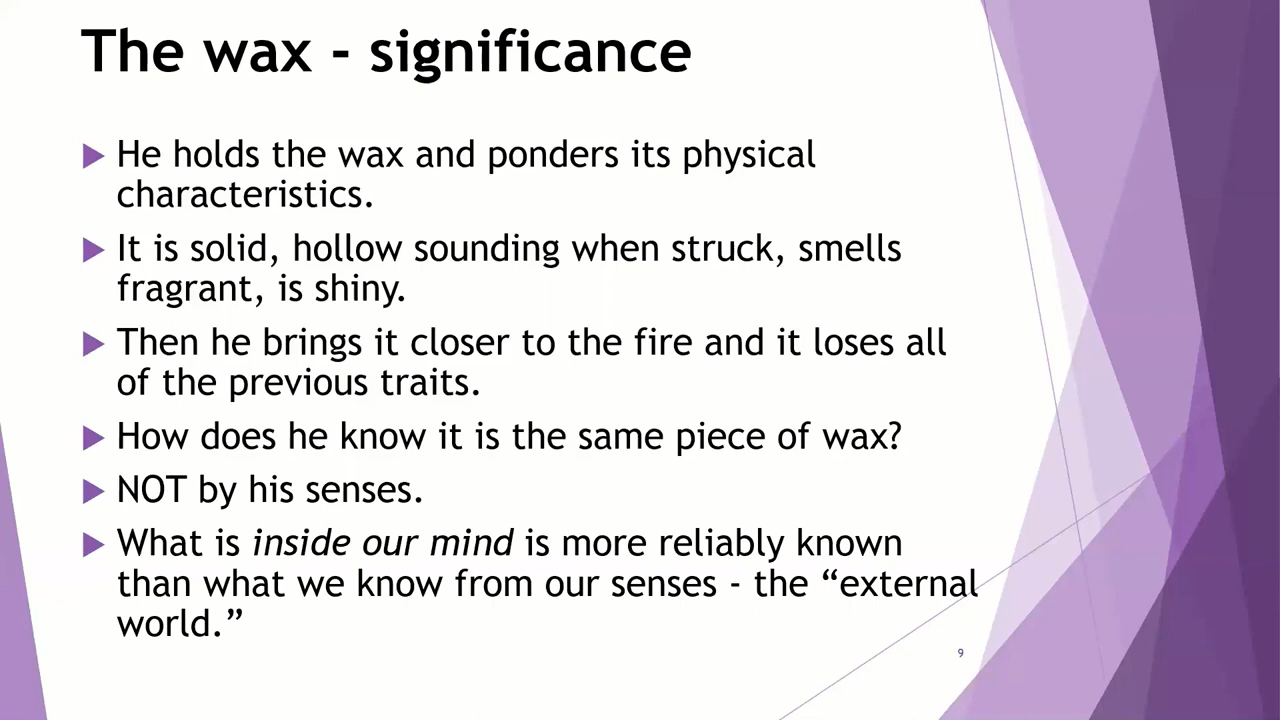 The wax - significance
He holds the wax and ponders its physical
characteristics.
It is solid, hollow sounding when struck, smells
fragrant, is shiny.
Then he brings it closer to the fire and it loses all
of the previous traits.
How does he know it is the same piece of wax?
NOT by his senses.
What is inside our mind is more reliably known
than what we know from our senses - the “external
world.”
9